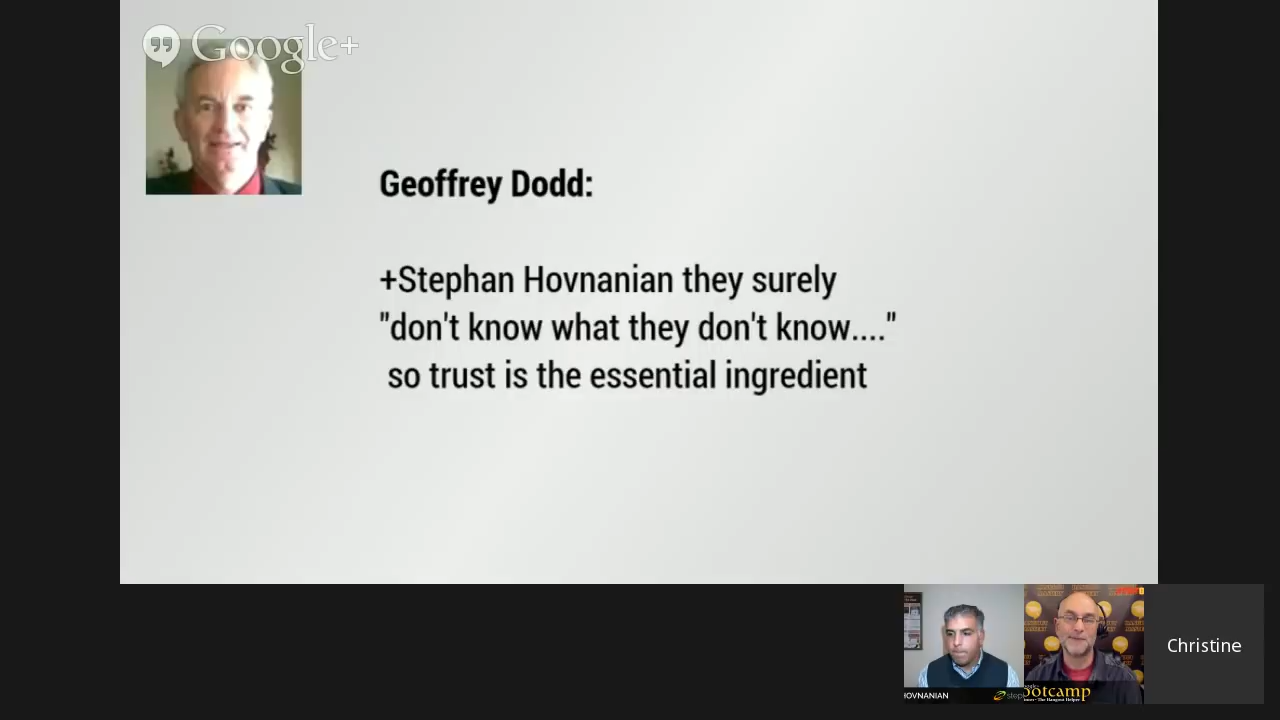 Google+
Geoffrey Dodd:
+Stephan Hovnanian they surely
"don't know what they don't know...."
so trust is the essential ingredient
HOVNANIAN
steph
ootcamp
Christine